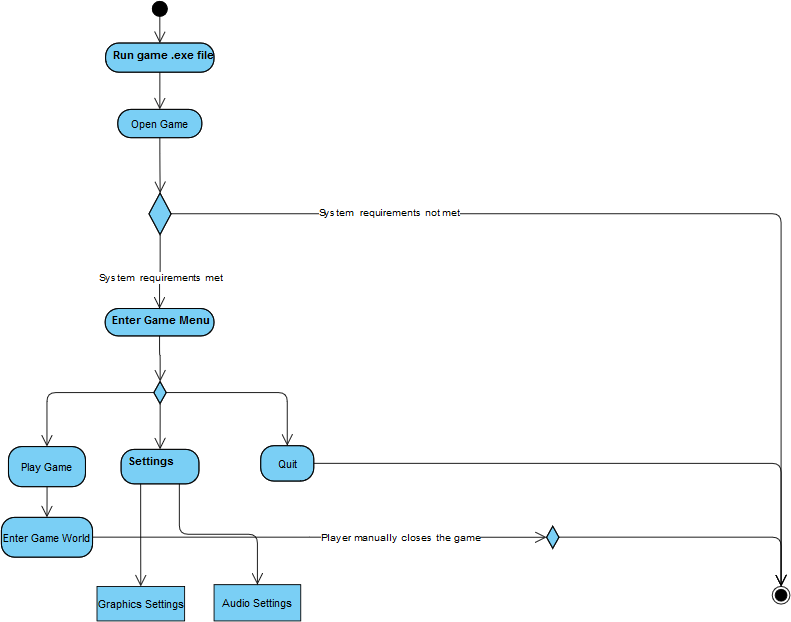 Run game .exe file
Open Game
System requirements not met
System requirements met
Enter Game Menu
Play Game
Settings
Quit
Enter Game World
Player manually closes the game
Graphics Settings
Audio Settings